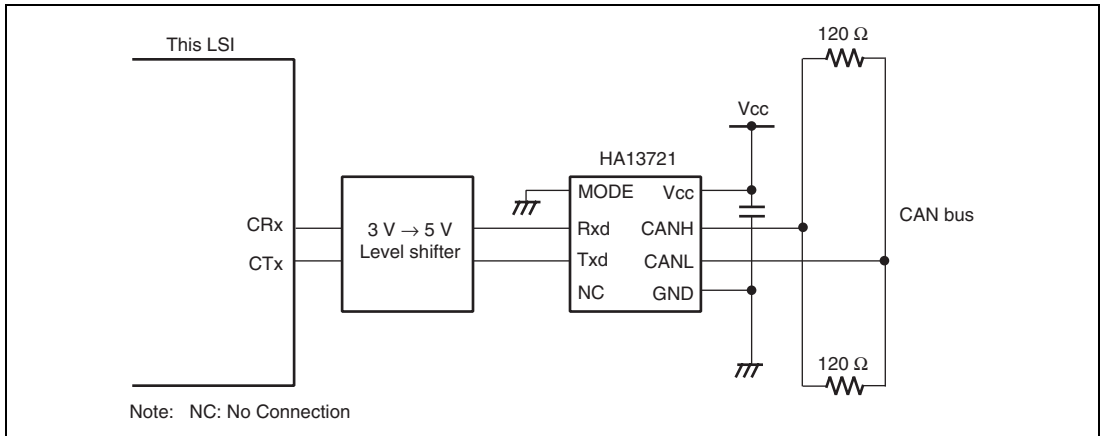 This LSI
120 Ω
Vcc
HA13721
MODE Vcc
CRx
3 V → 5 V
Level shifter
Rxd CANH
CAN bus
CTx
Txd CANL
NC GND
120 Ω
Note: NC: No Connection